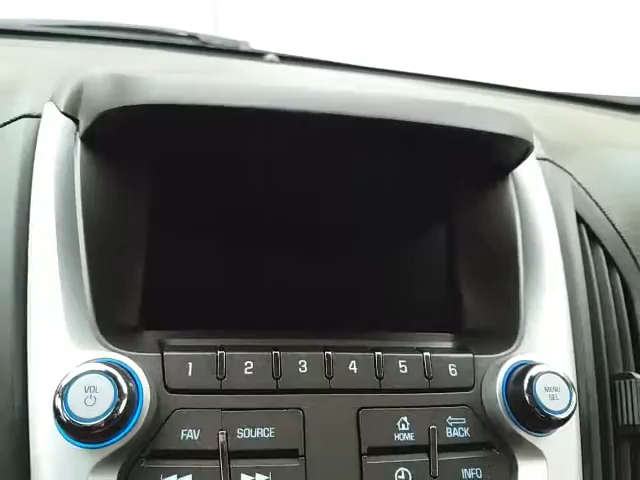 1 2 3 4 5 6
VOL
MENU
SEL
FAV SOURCE HOME BACK
INFO